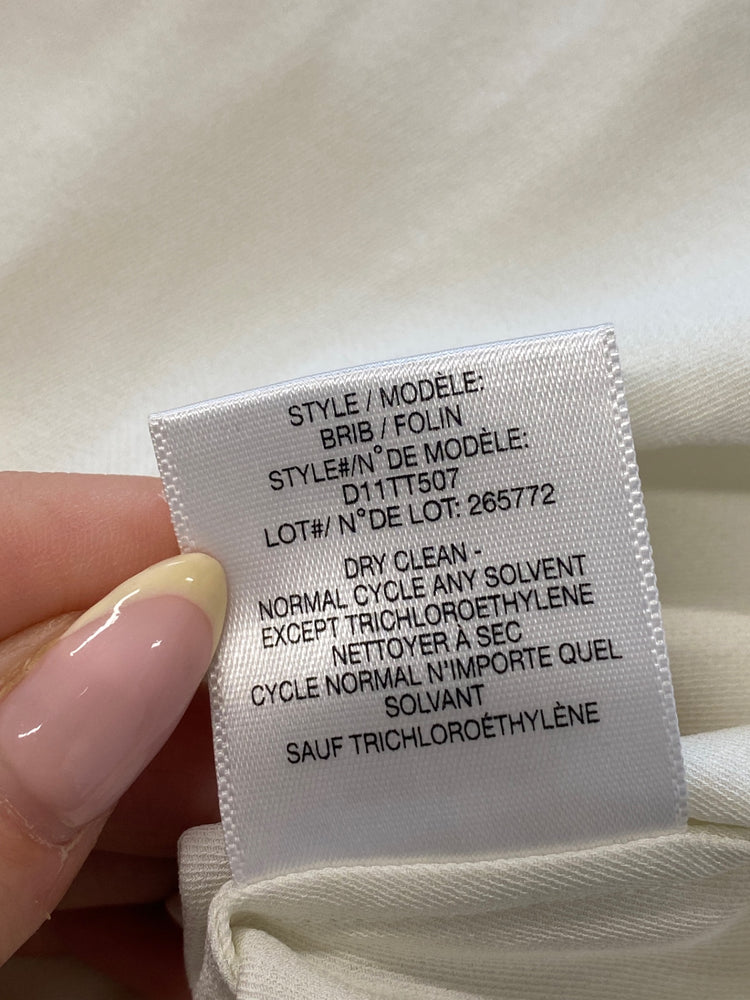 STYLE / MODÈLE:
BRIB / FOLIN
STYLE#/N° DE MODÈLE:
D11TT507
LOT#/ N°DE LOT: 265772
DRY CLEAN -
NORMAL CYCLE ANY SOLVENT
EXCEPT TRICHLOROETHYLENE
NETTOYER À SEC
CYCLE NORMAL N'IMPORTE QUEL
SOLVANT
SAUF TRICHLOROÉTHYLÈNE